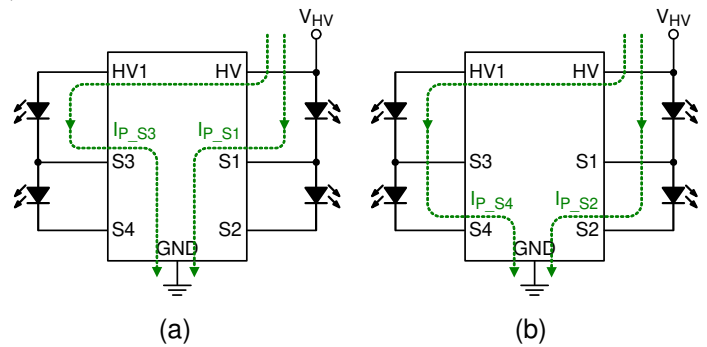 V_HV V_HV
HV1 HV HV1 HV
I_P_S3 I_P_S1
S3 S1 S3 S1
I_P_S4 I_P_S2
S4 S2 S4 S2
GND GND
(a) (b)